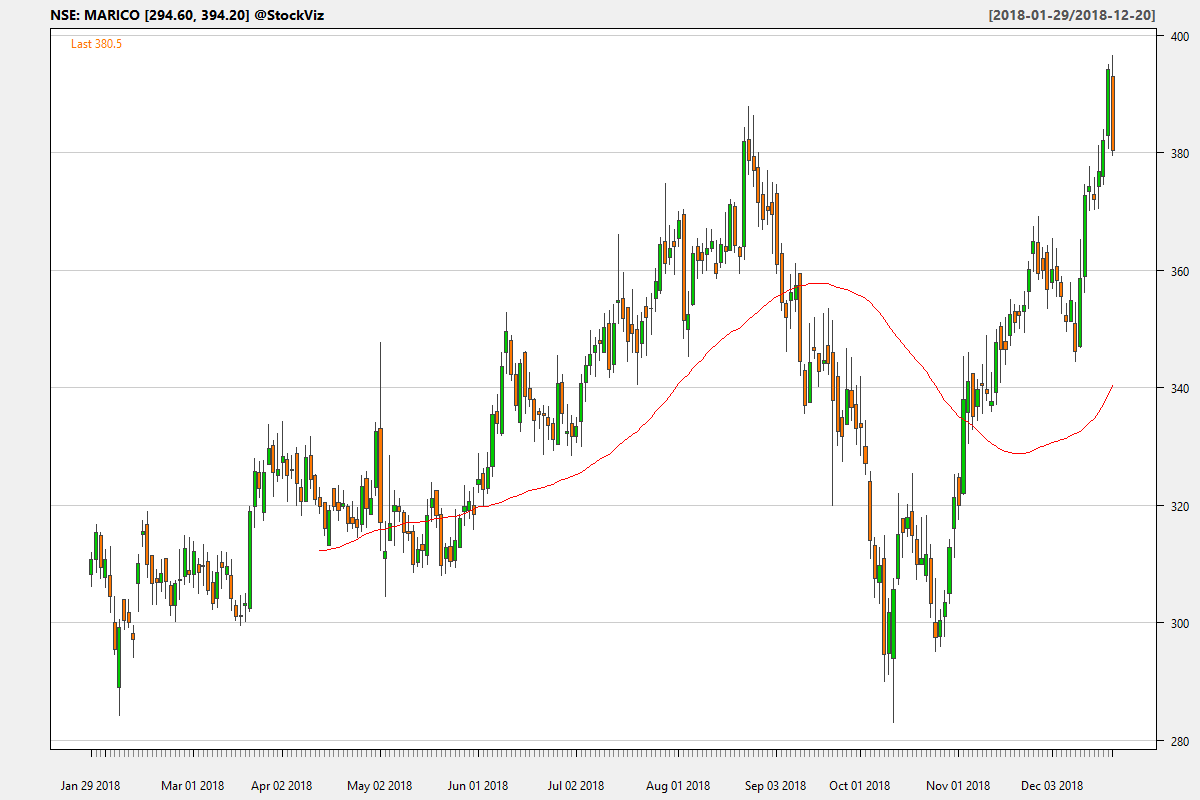 NSE: MARICO [294.60, 394.20] @StockViz
[2018-01-29/2018-12-20]
Last 380.5
400
380
360
340
320
300
280
Jan 29 2018
Mar 01 2018
Apr 02 2018
May 02 2018
Jun 01 2018
Jul 02 2018
Aug 01 2018
Sep 03 2018
Oct 01 2018
Nov 01 2018
Dec 03 2018